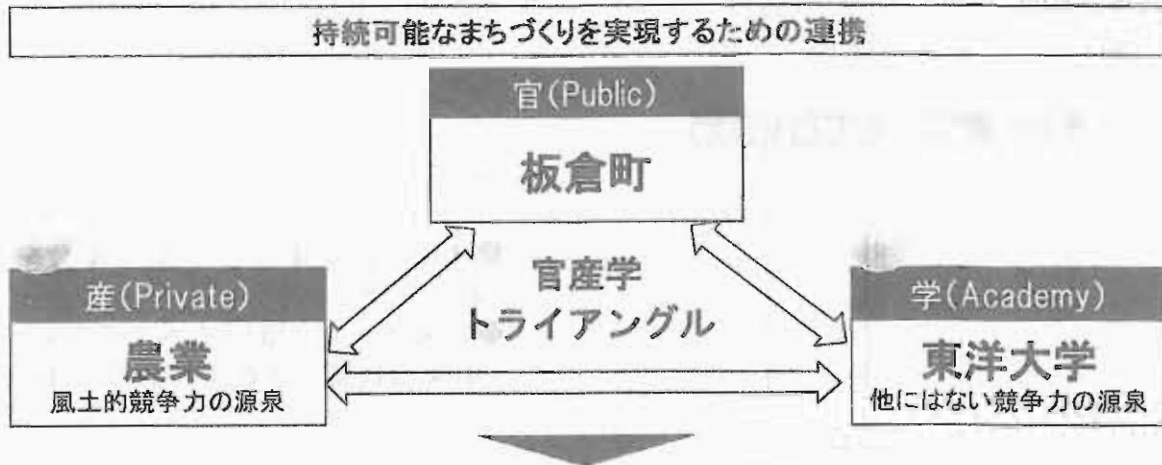 持続可能なまちづくりを実現するための連携
官(Public)
板倉町
官産学
トライアングル
産(Private)
農業
風土的競争力の源泉
学(Academy)
東洋大学
他にはない競争力の源泉